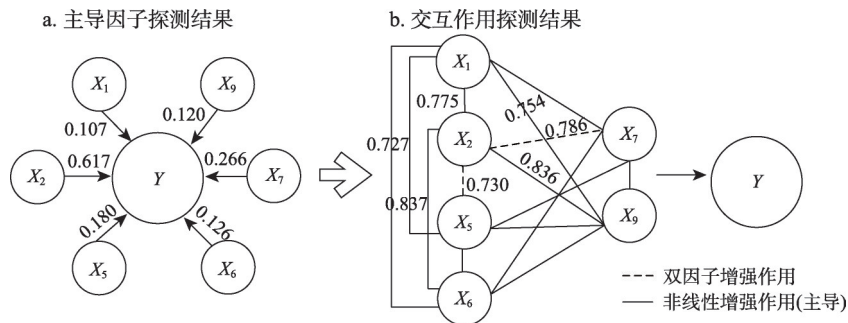 a. 主导因子探测结果
X1
X9
0.107
0.120
X2
0.617
Y
0.266
X7
0.180
0.126
X5
X6
b. 交互作用探测结果
X1
0.775
0.754
X2
0.786
X7
0.727
0.836
0.730
0.837
X5
X9
X6
Y
双因子增强作用
非线性增强作用(主导)